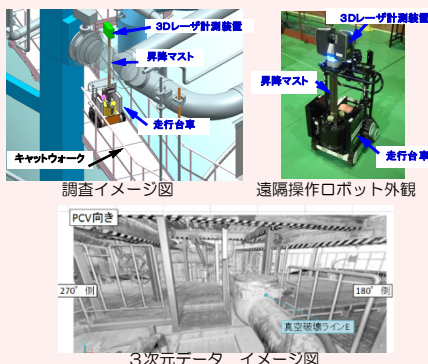 3Dレーザ計測装置
昇降マスト
走行台車
キャットウォーク
調査イメージ図
3Dレーザ計測装置
昇降マスト
走行台車
遠隔操作ロボット外観
PCV向き
270°側
180°側
真空破壊ラインE
３次元データ　イメージ図